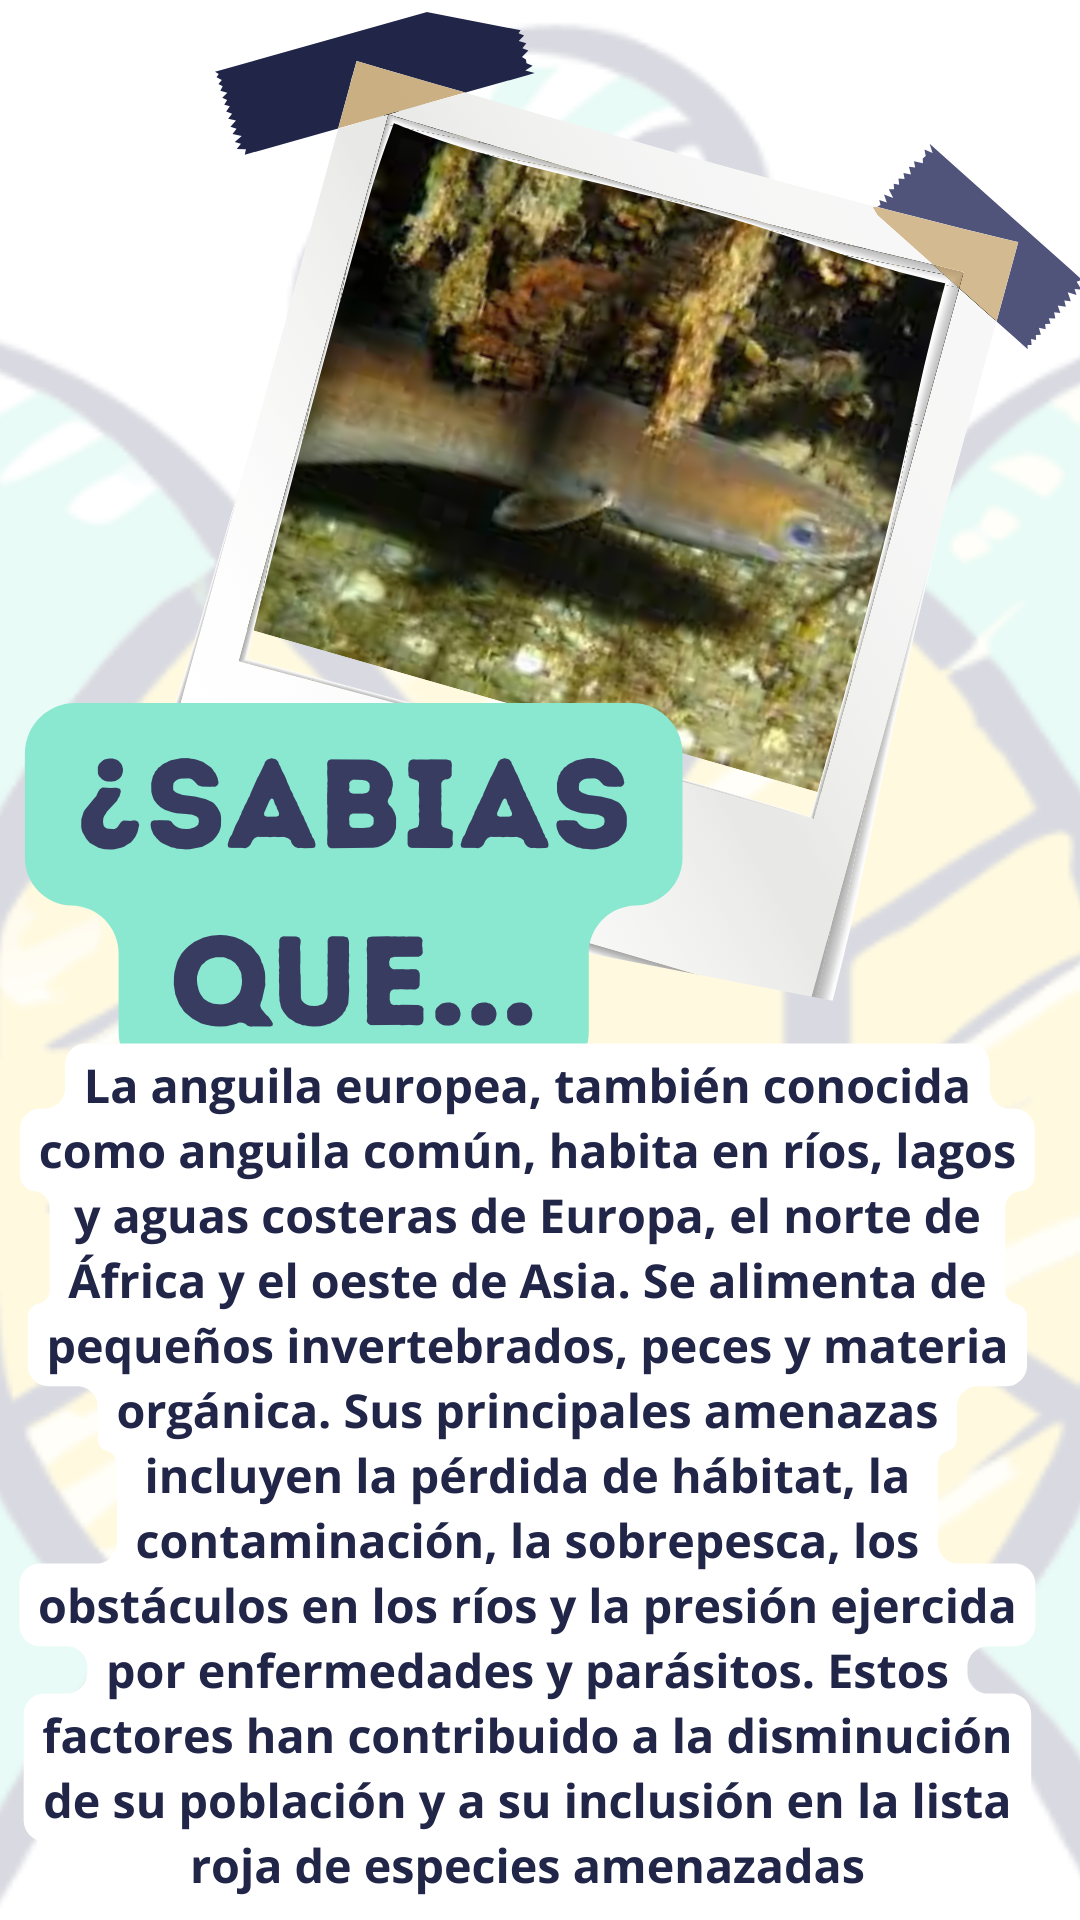 ¿SABIAS
QUE...
La anguila europea, también conocida
como anguila común, habita en ríos, lagos
y aguas costeras de Europa, el norte de
África y el oeste de Asia. Se alimenta de
pequeños invertebrados, peces y materia
orgánica. Sus principales amenazas
incluyen la pérdida de hábitat, la
contaminación, la sobrepesca, los
obstáculos en los ríos y la presión ejercida
por enfermedades y parásitos. Estos
factores han contribuido a la disminución
de su población y a su inclusión en la lista
roja de especies amenazadas